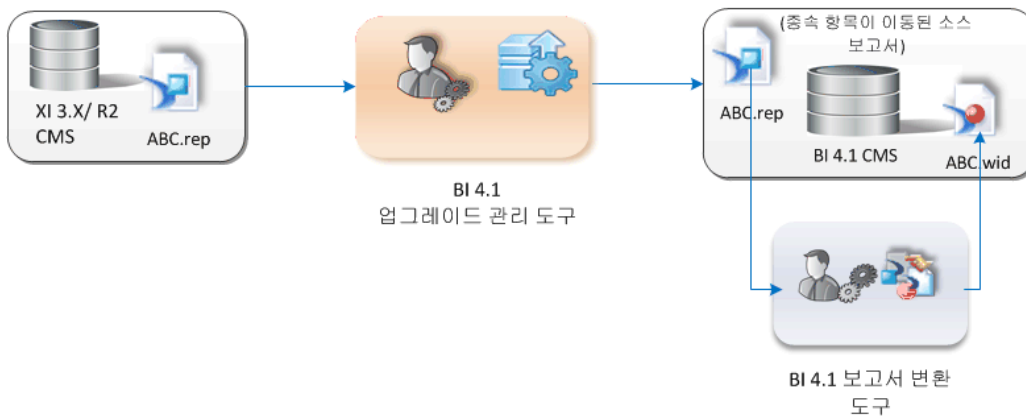 XI 3.X/ R2
CMS
ABC.rep
BI 4.1
업그레이드 관리 도구
(종속 항목이 이동된 소스
보고서)
ABC.rep
BI 4.1 CMS
ABC.wid
BI 4.1 보고서 변환
도구